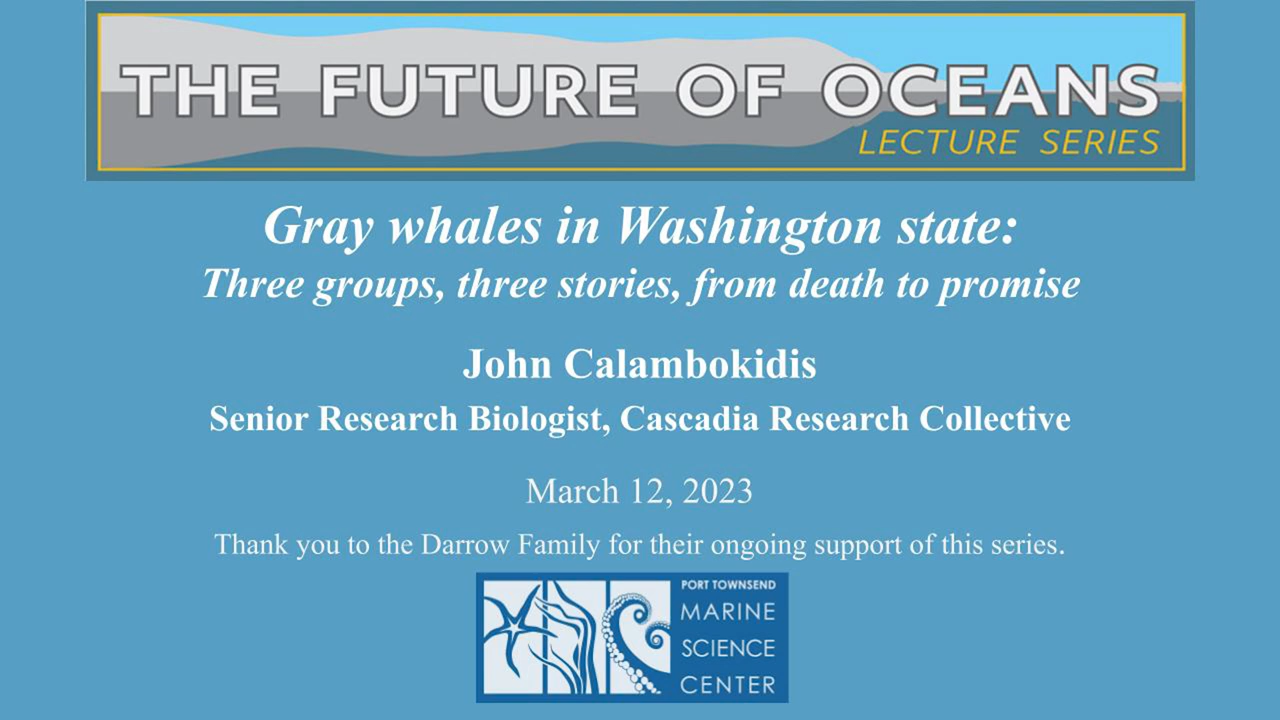 THE FUTURE OF OCEANS
LECTURE SERIES
Gray whales in Washington state:
Three groups, three stories, from death to promise
John Calambokidis
Senior Research Biologist, Cascadia Research Collective
March 12, 2023
Thank you to the Darrow Family for their ongoing support of this series.
PORT TOWNSEND
MARINE
SCIENCE
CENTER